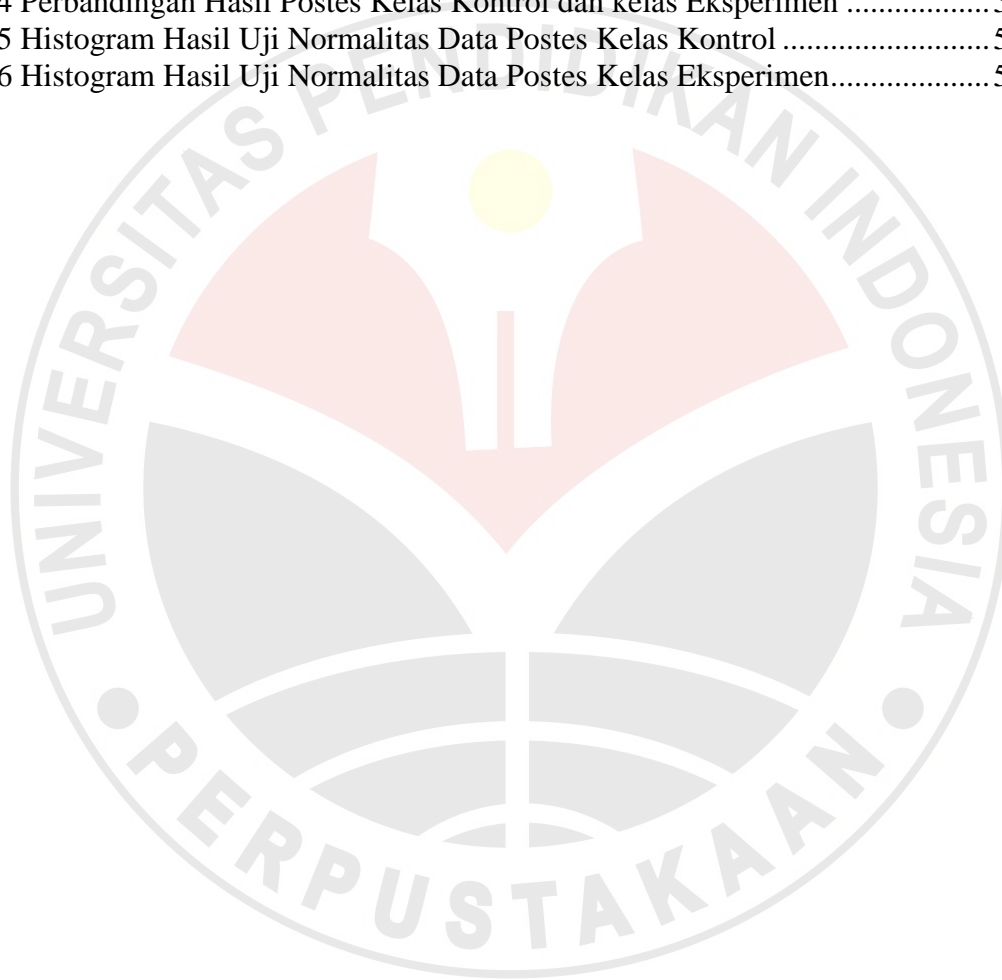 4 Perbandingan Hasil Postes Kelas Kontrol dan kelas Eksperimen ....................
5 Histogram Hasil Uji Normalitas Data Postes Kelas Kontrol ..........................5
6 Histogram Hasil Uji Normalitas Data Postes Kelas Eksperimen....................5
UNIVERSITAS PENDIDIKAN INDONESIA
PERPUSTAKAAN